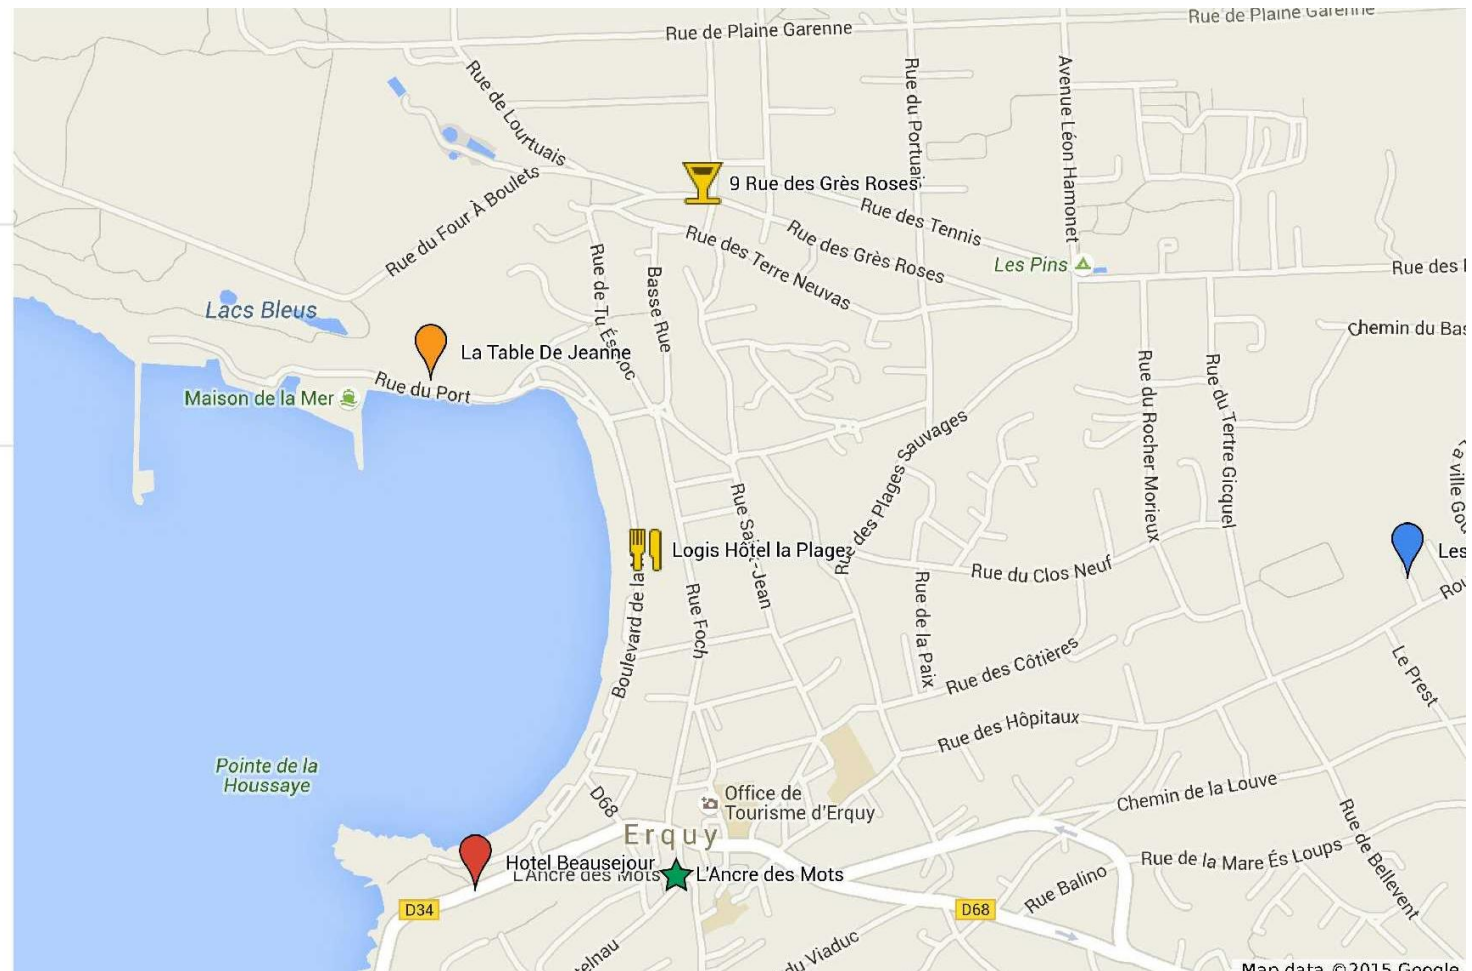 Rue de Plaine Garenne
Rue de Plaine Garenne
Rue de Lourtuais
Rue du Portuais
Avenue Léon Hamonet
9 Rue des Grès Roses
Rue du Four À Boulets
Rue des Tennis
Rue des Grès Roses
Rue des Terre Neuvas
Les Pins
Rue des
Rue de Tu És Roc
Basse Rue
Lacs Bleus
Chemin du Bas
La Table De Jeanne
Rue du Port
Maison de la Mer
Rue du Rocher Morieux
Rue du Tertre Gicquel
Rue des Plages Sauvages
La ville Goo
Rue Saint-Jean
Logis Hôtel la Plage
Les
Rue du Clos Neuf
Rue de la Paix
Rue Foch
Boulevard de la
Rou
Rue des Côtières
Le Prest
Rue des Hôpitaux
Pointe de la
Houssaye
D68
Office de
Tourisme d'Erquy
Chemin de la Louve
Erquy
Hotel Beausejour
L'Ancre des Mots
L'Ancre des Mots
Rue de la Mare És Loups
Rue de Bellevent
Rue Balino
D34
D68
telnau
du Viaduc
Map data ©2015 Google